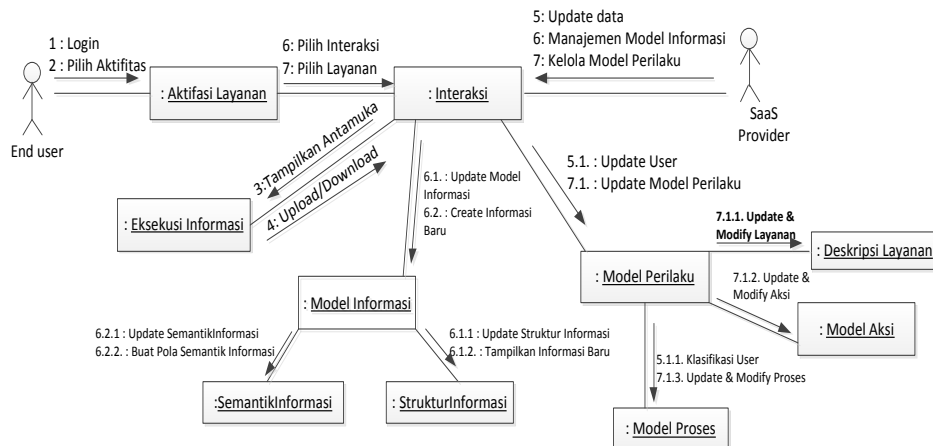 1 : Login
2 : Pilih Aktifitas
End user
: Aktifasi Layanan
6: Pilih Interaksi
7: Pilih Layanan
: Interaksi
5: Update data
6: Manajemen Model Informasi
7: Kelola Model Perilaku
SaaS
Provider
3:Tampilkan Antamuka
4: Upload/Download
: Eksekusi Informasi
6.1. : Update Model
Informasi
6.2. : Create Informasi
Baru
5.1. : Update User
7.1. : Update Model Perilaku
: Model Informasi
: Model Perilaku
7.1.1. Update &
Modify Layanan
: Deskripsi Layanan
7.1.2. Update &
Modify Aksi
: Model Aksi
6.2.1 : Update SemantikInformasi
6.2.2. : Buat Pola Semantik Informasi
6.1.1 : Update Struktur Informasi
6.1.2. : Tampilkan Informasi Baru
:SemantikInformasi
: StrukturInformasi
5.1.1. Klasifikasi User
7.1.3. Update & Modify Proses
: Model Proses